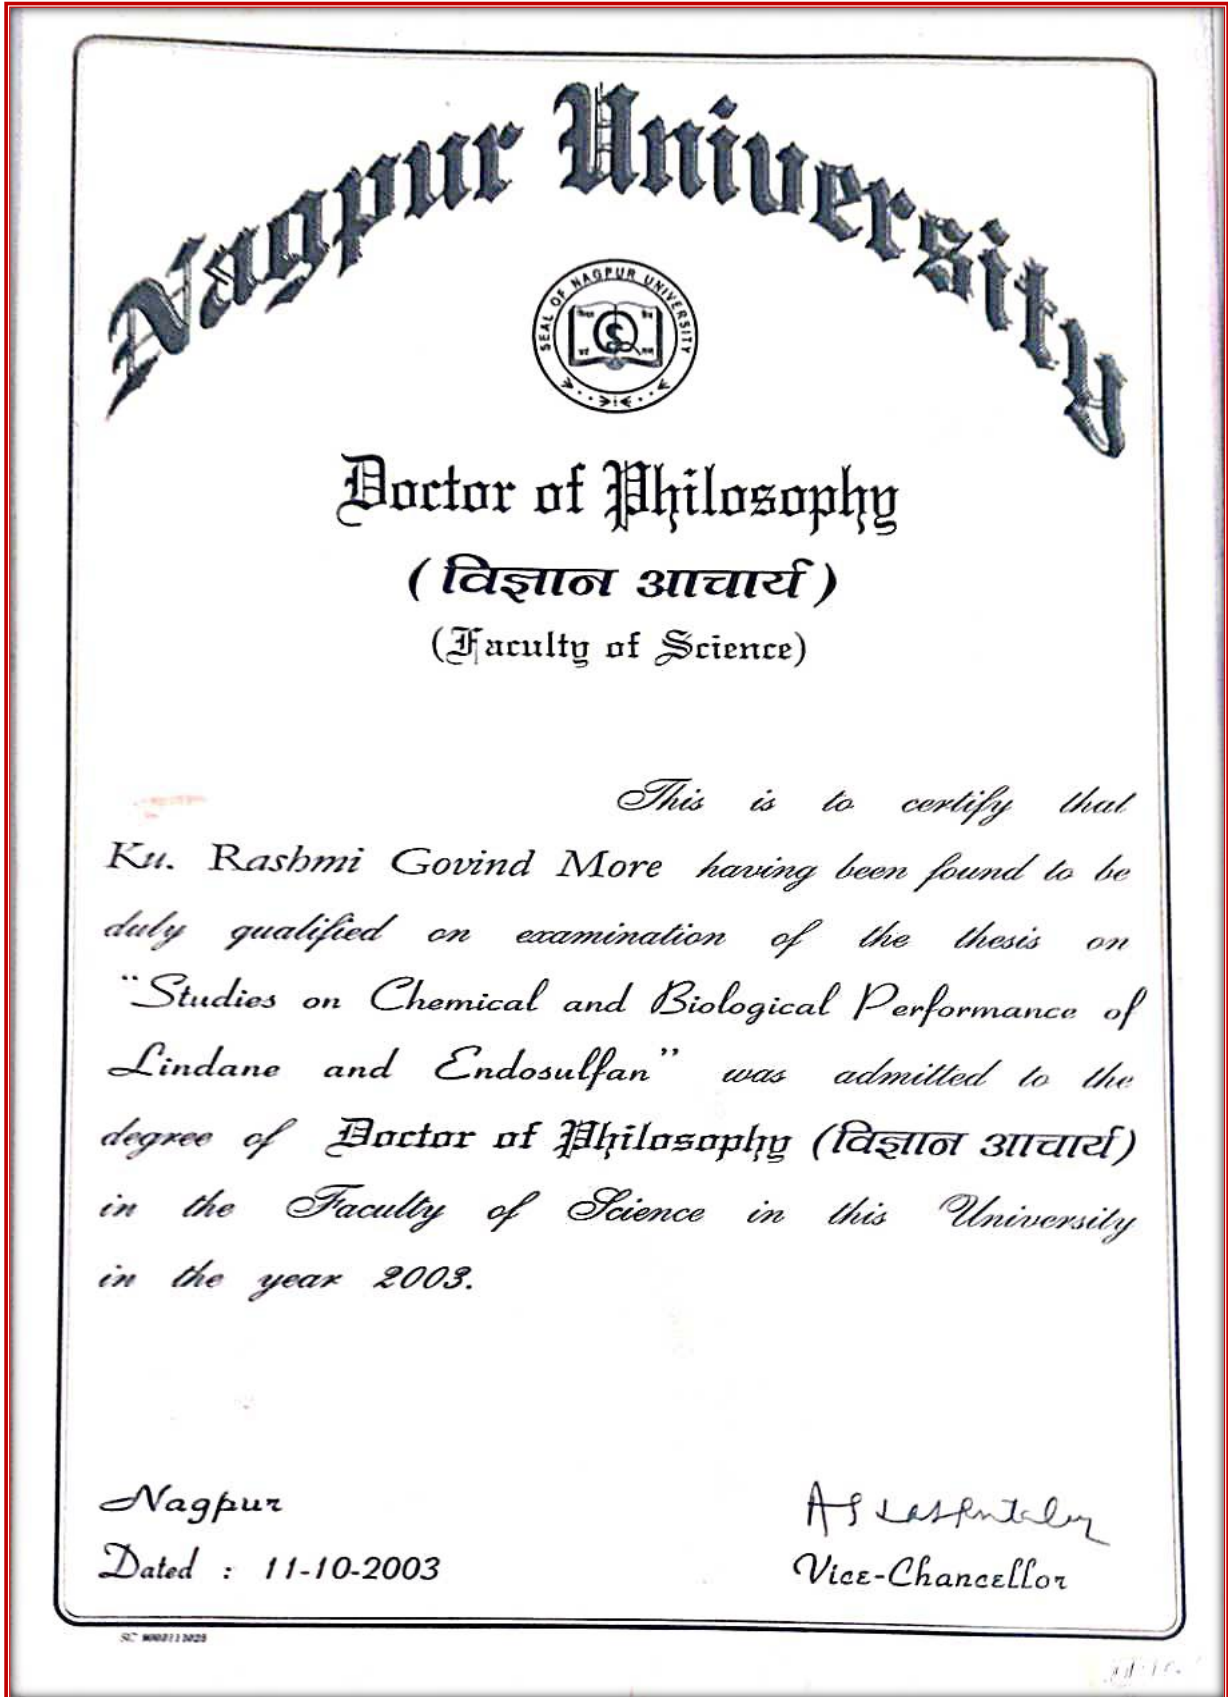 Nagpur University
SEAL OF NAGPUR UNIVERSITY
Doctor of Philosophy
( विज्ञान आचार्य )
(Faculty of Science)
This is to certify that
Ku. Rashmi Govind More having been found to be
duly qualified on examination of the thesis on
“Studies on Chemical and Biological Performance of
Lindane and Endosulfan” was admitted to the
degree of Doctor of Philosophy (विज्ञान आचार्य)
in the Faculty of Science in this University
in the year 2003.
Nagpur
Dated : 11-10-2003
Vice-Chancellor